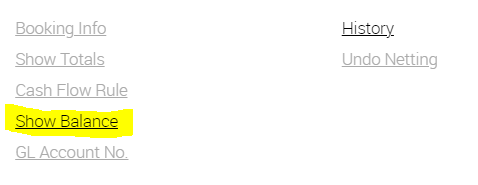 Booking Info
Show Totals
Cash Flow Rule
Show Balance
GL Account No.
History
Undo Netting